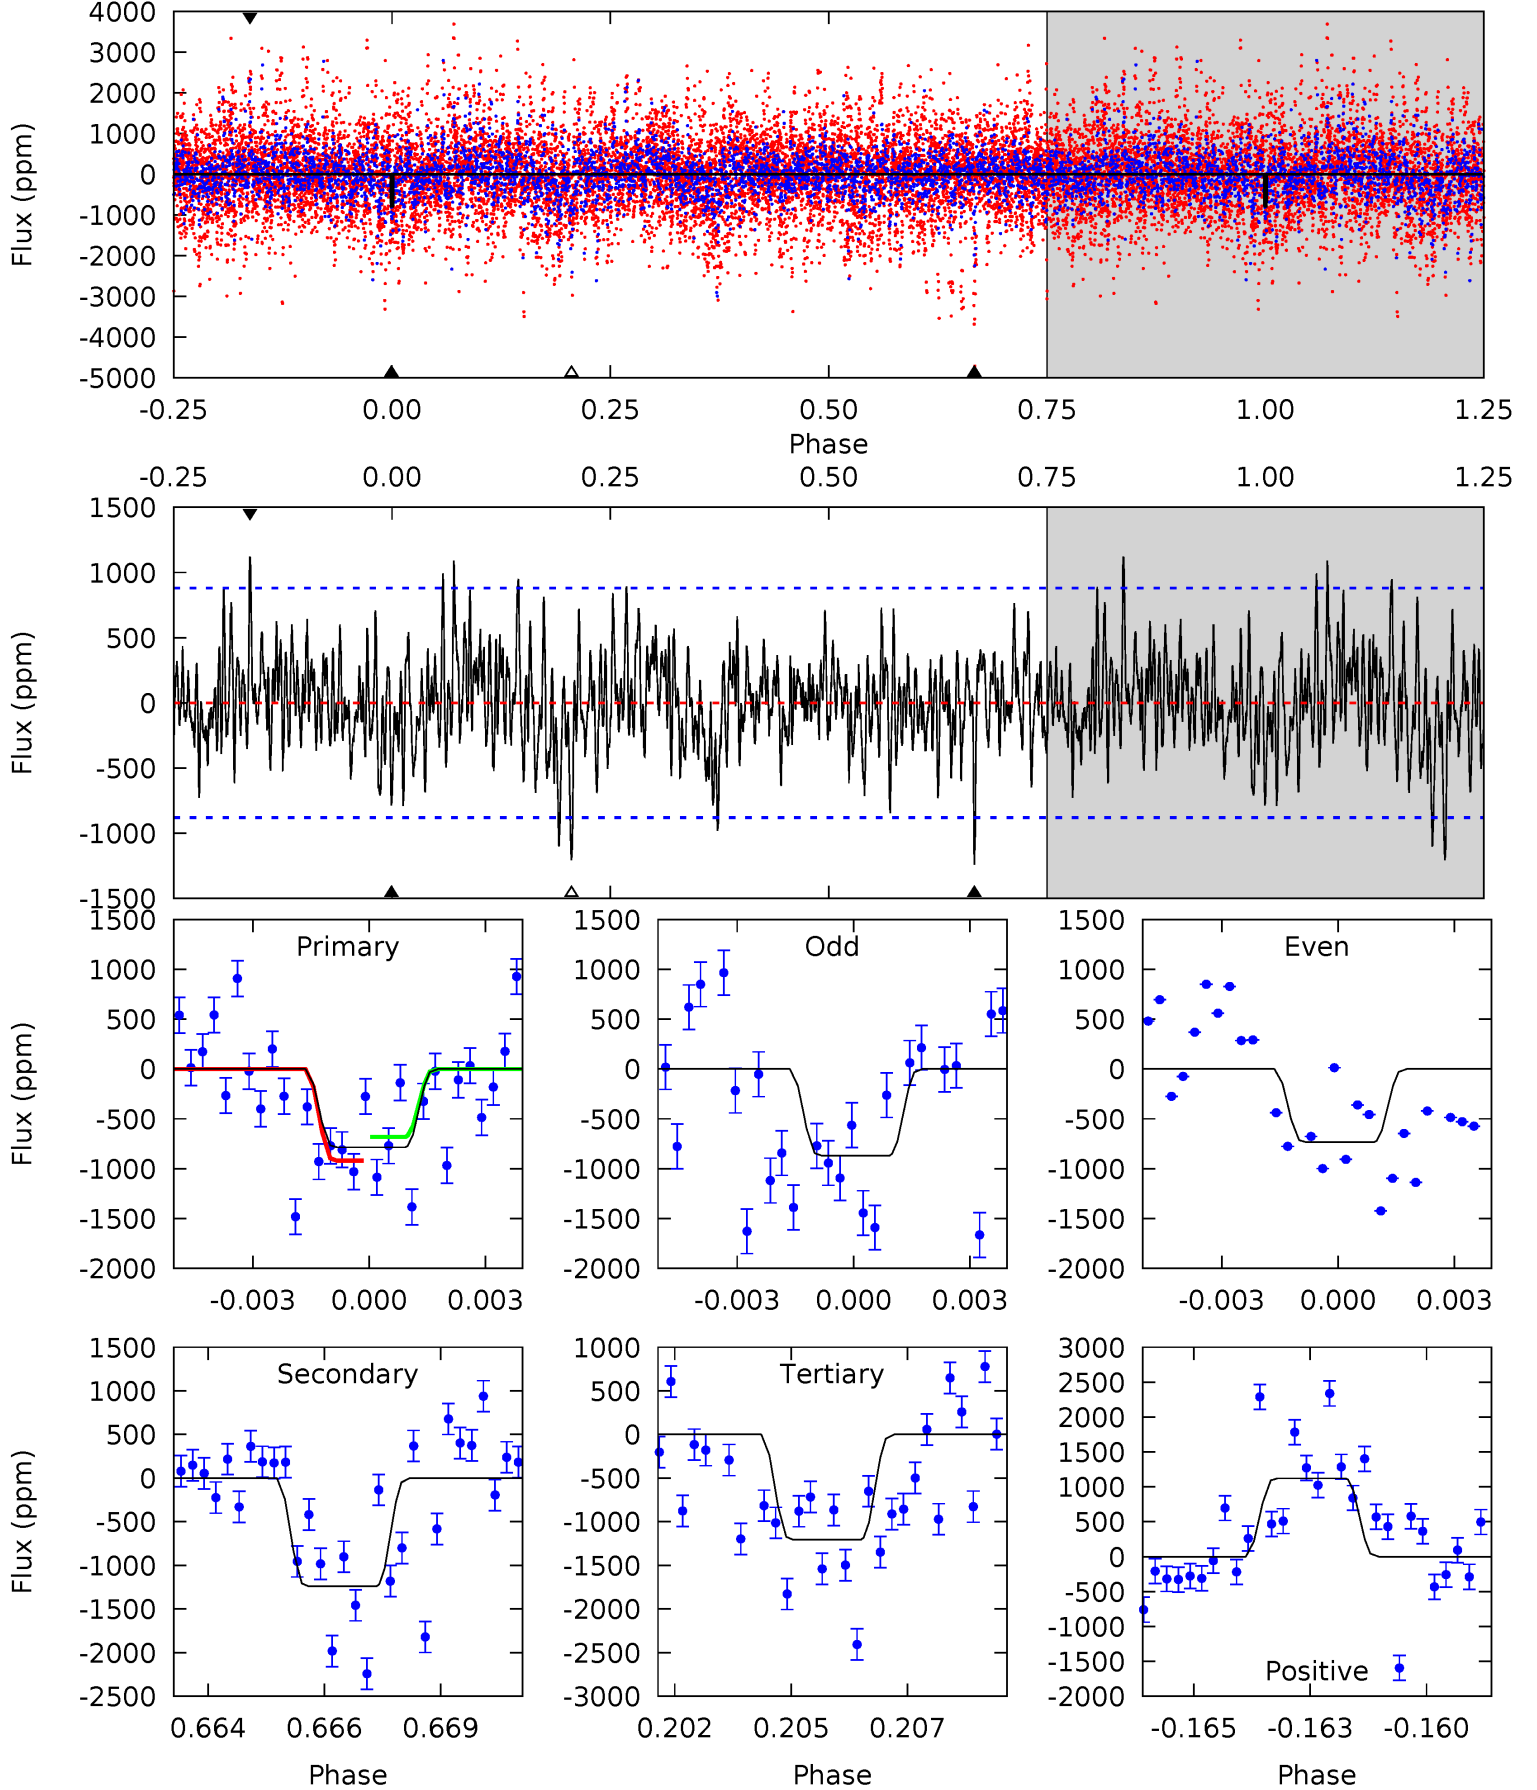 4000
3000
2000
1000
0
-1000
-2000
-3000
-4000
-5000
Flux (ppm)
-0.25 0.00 0.25 0.50 0.75 1.00 1.25
Phase
-0.25 0.00 0.25 0.50 0.75 1.00 1.25
1500
1000
500
0
-500
-1000
-1500
Flux (ppm)
Primary Odd Even
1500 1500 1500
1000 1000 1000
500 500 500
0 0 0
-500 -500 -500
-1000 -1000 -1000
-1500 -1500 -1500
-2000 -2000 -2000
Flux (ppm)
-0.003 0.000 0.003 -0.003 0.000 0.003 -0.003 0.000 0.003
Secondary Tertiary Positive
1500 1000 3000
1000 500 2500
500 0 2000
0 -500 1500
-500 -1000 1000
-1000 -1500 500
-1500 -2000 0
-2000 -2500 -500
-2500 -3000 -1000
-1500
-2000
Flux (ppm)
0.664 0.666 0.669 0.202 0.205 0.207 -0.165 -0.163 -0.160
Phase Phase Phase